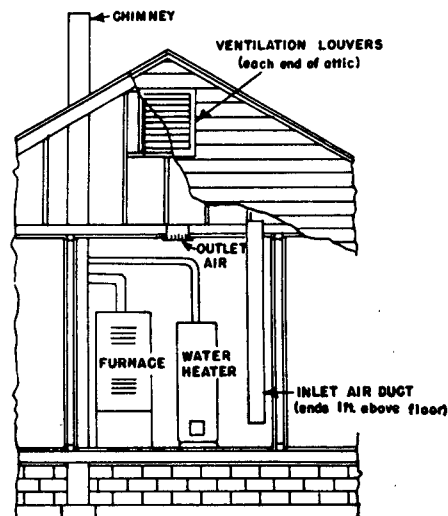 CHIMNEY
VENTILATION LOUVERS
(each end of attic)
OUTLET
AIR
FURNACE
WATER
HEATER
INLET AIR DUCT
(ends 1ft. above floor)